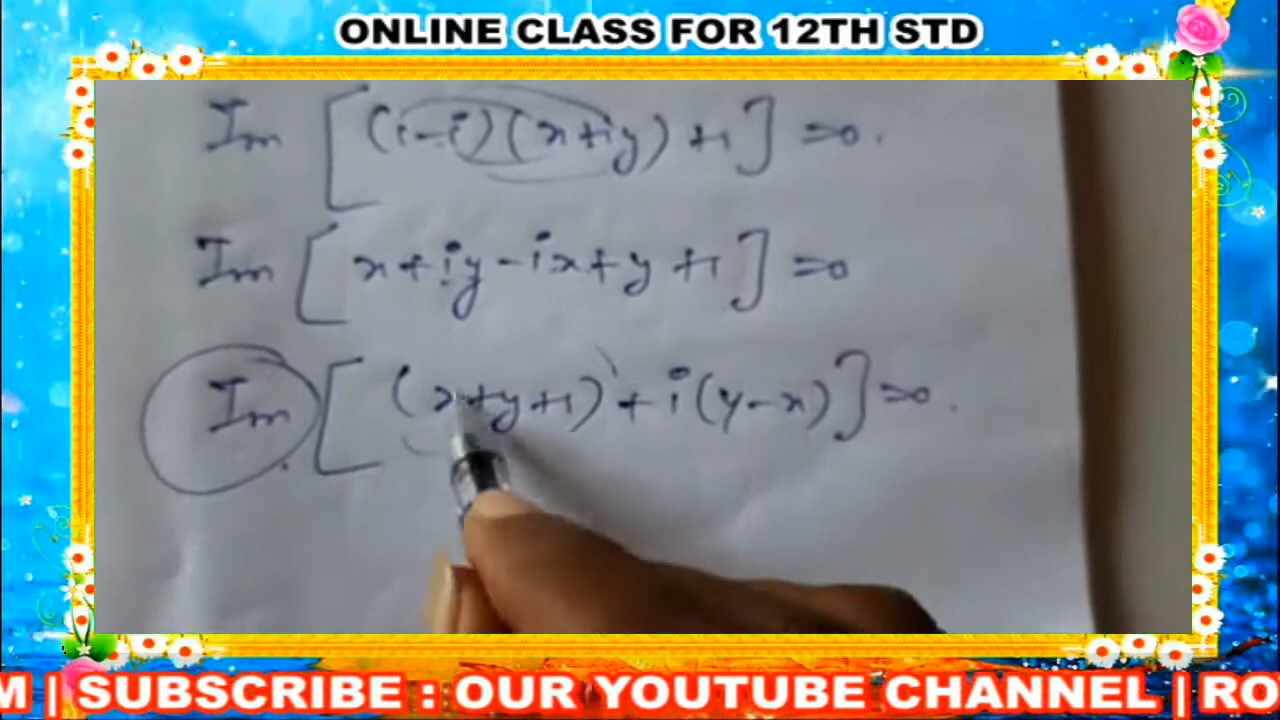 ONLINE CLASS FOR 12TH STD
Im [(i-i)(x+iy)+1] =0.
Im [x+iy-ix+y+1] =0
Im [(x+y+1)+i(y-x)] =0.
M | SUBSCRIBE : OUR YOUTUBE CHANNEL | RO